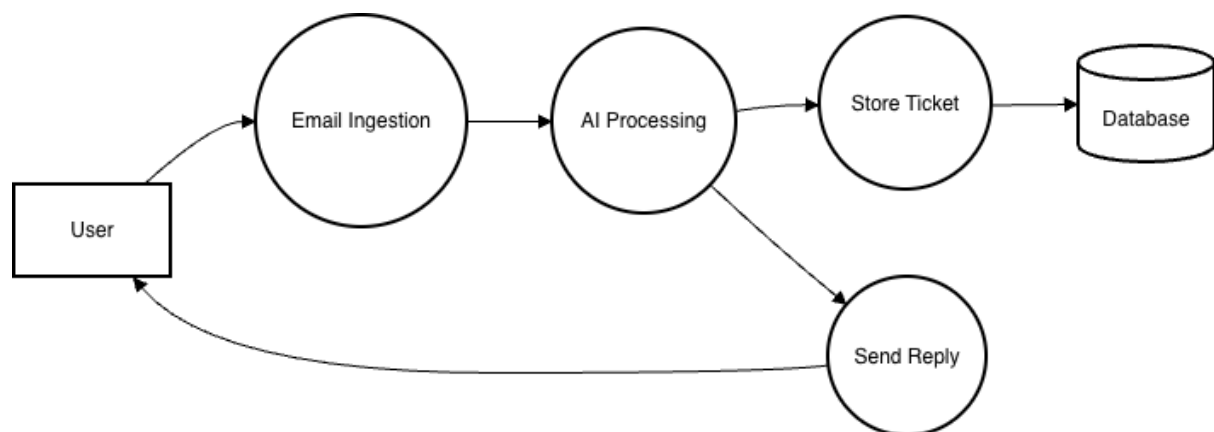 Email Ingestion
AI Processing
Store Ticket
Database
User
Send Reply